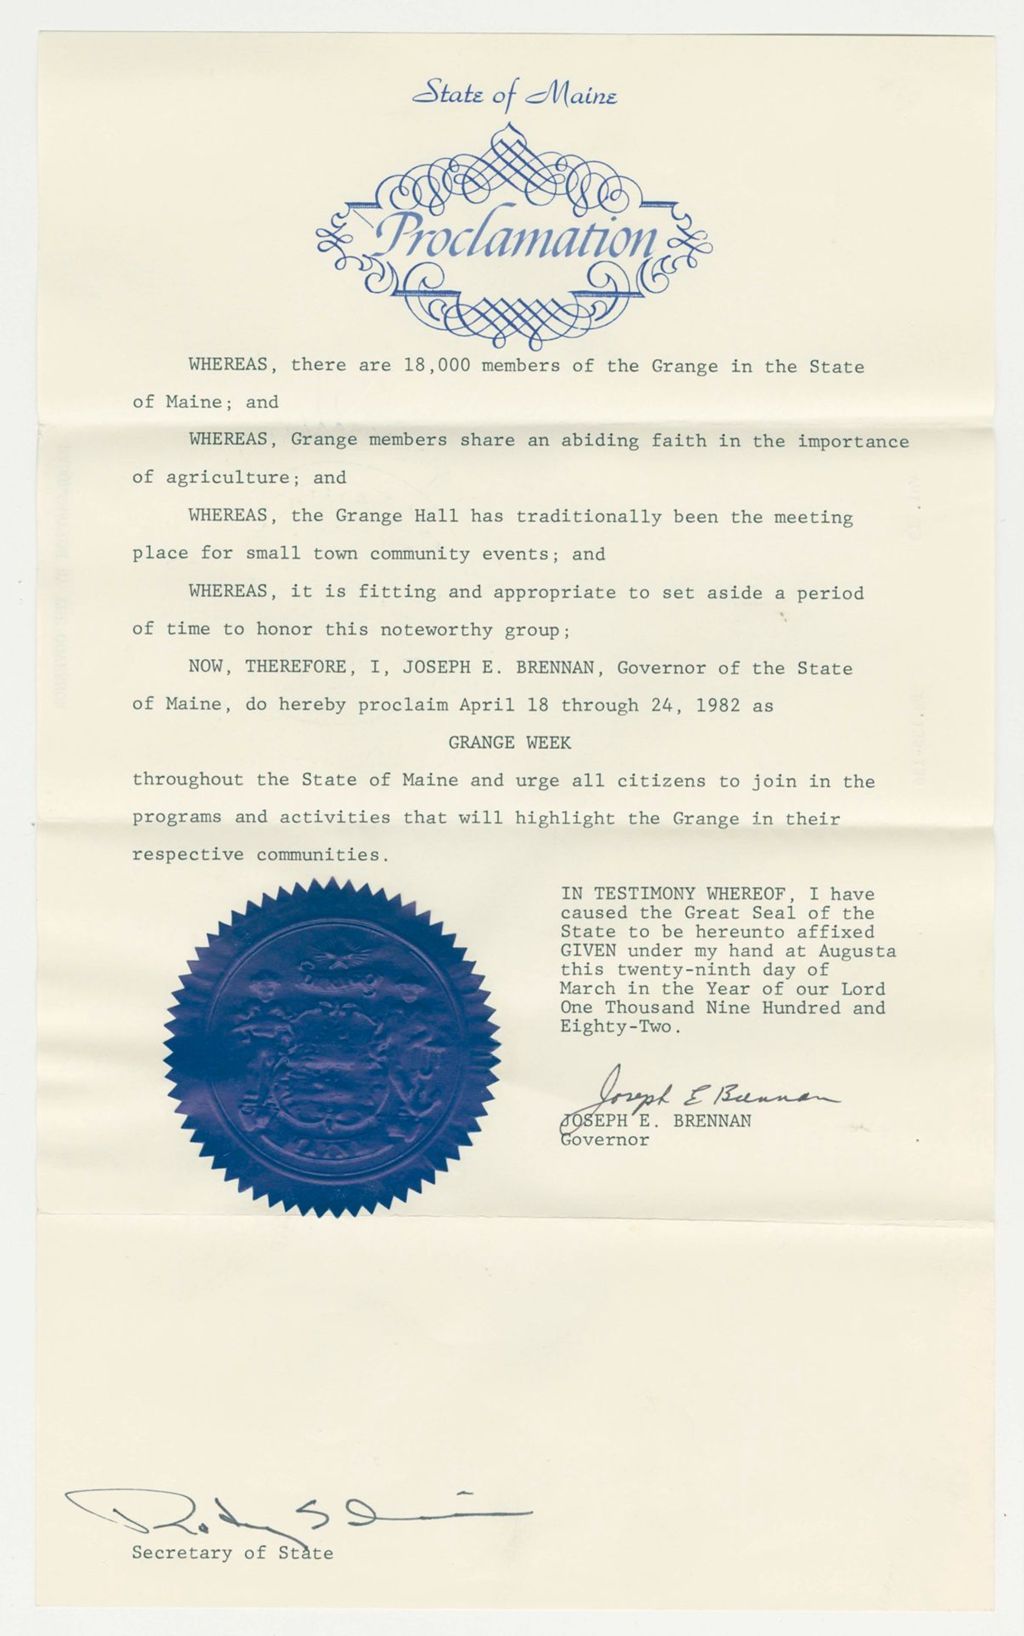 State of Maine
Proclamation
WHEREAS, there are 18,000 members of the Grange in the State
of Maine; and
WHEREAS, Grange members share an abiding faith in the importance
of agriculture; and
WHEREAS, the Grange Hall has traditionally been the meeting
place for small town community events; and
WHEREAS, it is fitting and appropriate to set aside a period
of time to honor this noteworthy group;
NOW, THEREFORE, I, JOSEPH E. BRENNAN, Governor of the State
of Maine, do hereby proclaim April 18 through 24, 1982 as
GRANGE WEEK
throughout the State of Maine and urge all citizens to join in the
programs and activities that will highlight the Grange in their
respective communities.
IN TESTIMONY WHEREOF, I have
caused the Great Seal of the
State to be hereunto affixed
GIVEN under my hand at Augusta
this twenty-ninth day of
March in the Year of our Lord
One Thousand Nine Hundred and
Eighty-Two.
Joseph E Brennan
JOSEPH E. BRENNAN
Governor
Secretary of State